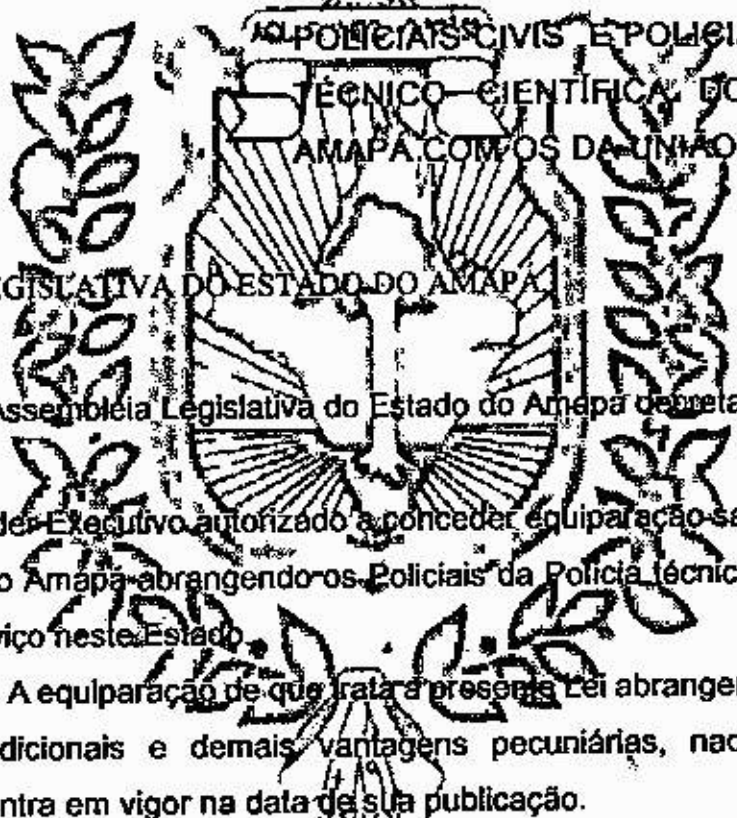 POLICIAIS CIVIS E POLICIA
TÉCNICO CIENTÍFICA, DO
AMAPÁ COM OS DA UNIÃO
GISLATIVA DO ESTADO DO AMAPÁ
Assembléia Legislativa do Estado do Amapá decreta
der Executivo autorizado a conceder equiparação sa
o Amapá abrangendo os Policiais da Polícia técnic
viço neste Estado.
A equiparação de que trata a presente Lei abranger
dicionais e demais vantagens pecuniárias, nac
ntra em vigor na data de sua publicação.